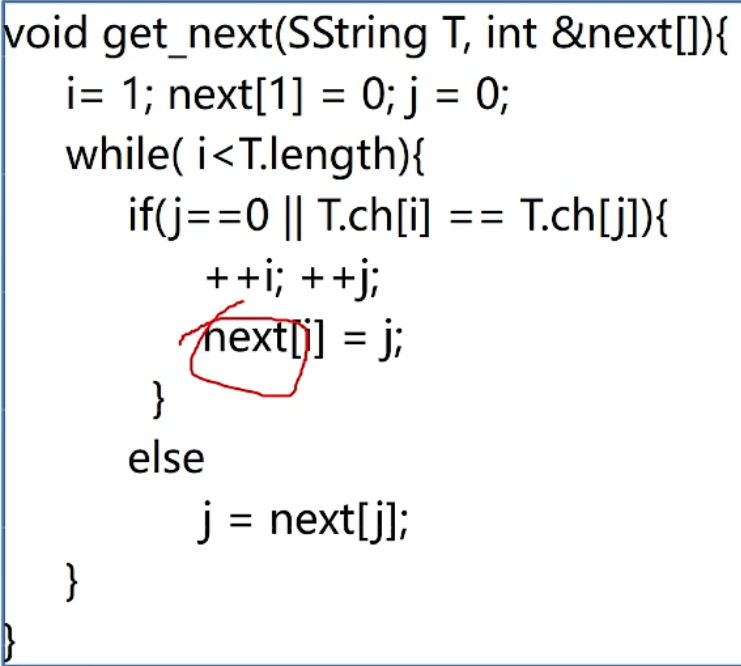 void get_next(SString T, int &next[]){
i= 1; next[1] = 0; j = 0;
while( i<T.length){
if(j==0 || T.ch[i] == T.ch[j]){
++i; ++j;
next[i] = j;
}
else
j = next[j];
}
}